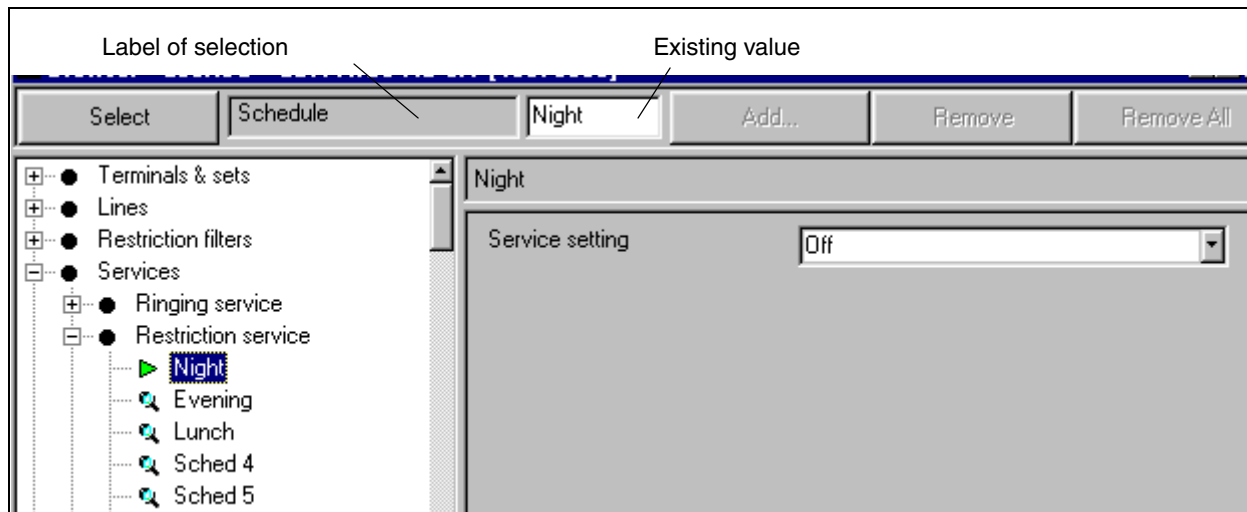 Label of selection Existing value
Select Schedule Night Add... Remove Remove All
Terminals & sets
Lines
Restriction filters
Services
Ringing service
Restriction service
Night
Evening
Lunch
Sched 4
Sched 5
Night
Service setting Off